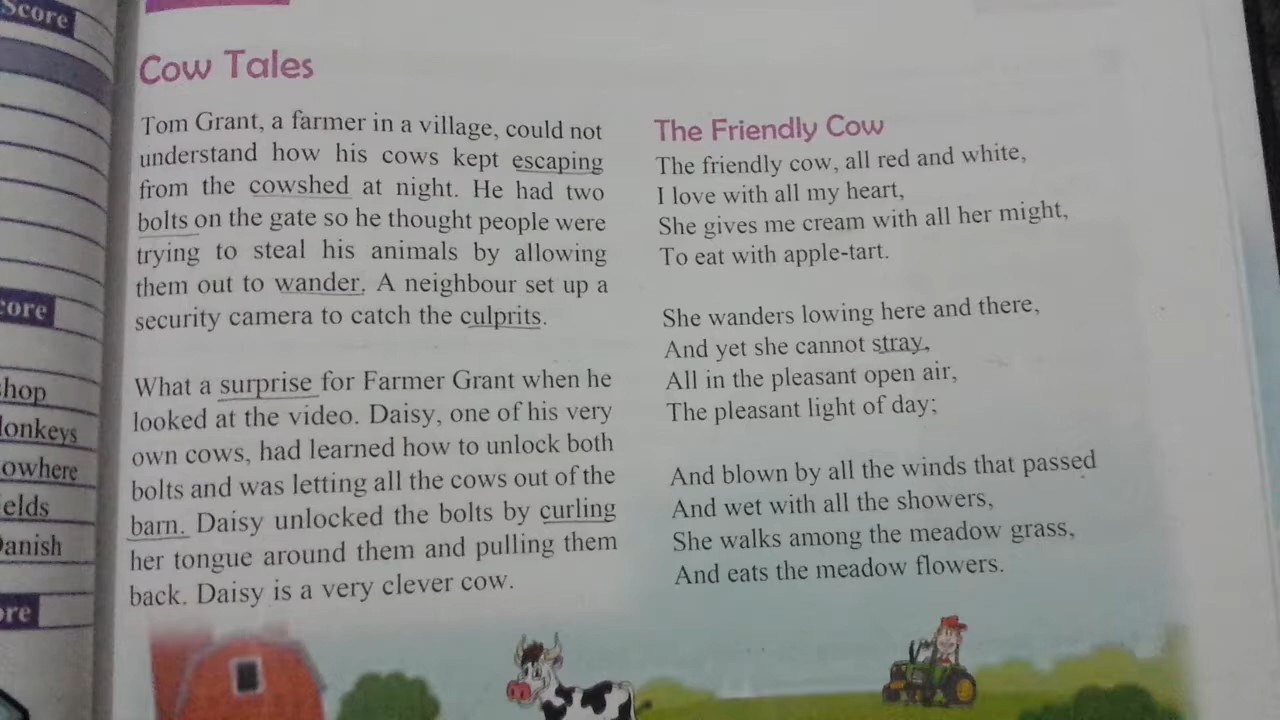 Score
core
hop
onkeys
owhere
elds
anish
re
Cow Tales
Tom Grant, a farmer in a village, could not
understand how his cows kept escaping
from the cowshed at night. He had two
bolts on the gate so he thought people were
trying to steal his animals by allowing
them out to wander. A neighbour set up a
security camera to catch the culprits.
What a surprise for Farmer Grant when he
looked at the video. Daisy, one of his very
own cows, had learned how to unlock both
bolts and was letting all the cows out of the
barn. Daisy unlocked the bolts by curling
her tongue around them and pulling them
back. Daisy is a very clever cow.
The Friendly Cow
The friendly cow, all red and white,
I love with all my heart,
She gives me cream with all her might,
To eat with apple-tart.
She wanders lowing here and there,
And yet she cannot stray,
All in the pleasant open air,
The pleasant light of day;
And blown by all the winds that passed
And wet with all the showers,
She walks among the meadow grass,
And eats the meadow flowers.